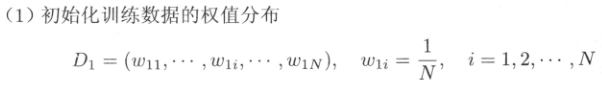 （1）初始化训练数据的权值分布
D₁ = (w₁₁, ⋯ , w₁ᵢ, ⋯ , w₁N), w₁ᵢ = 1/N, i = 1, 2, ⋯ , N